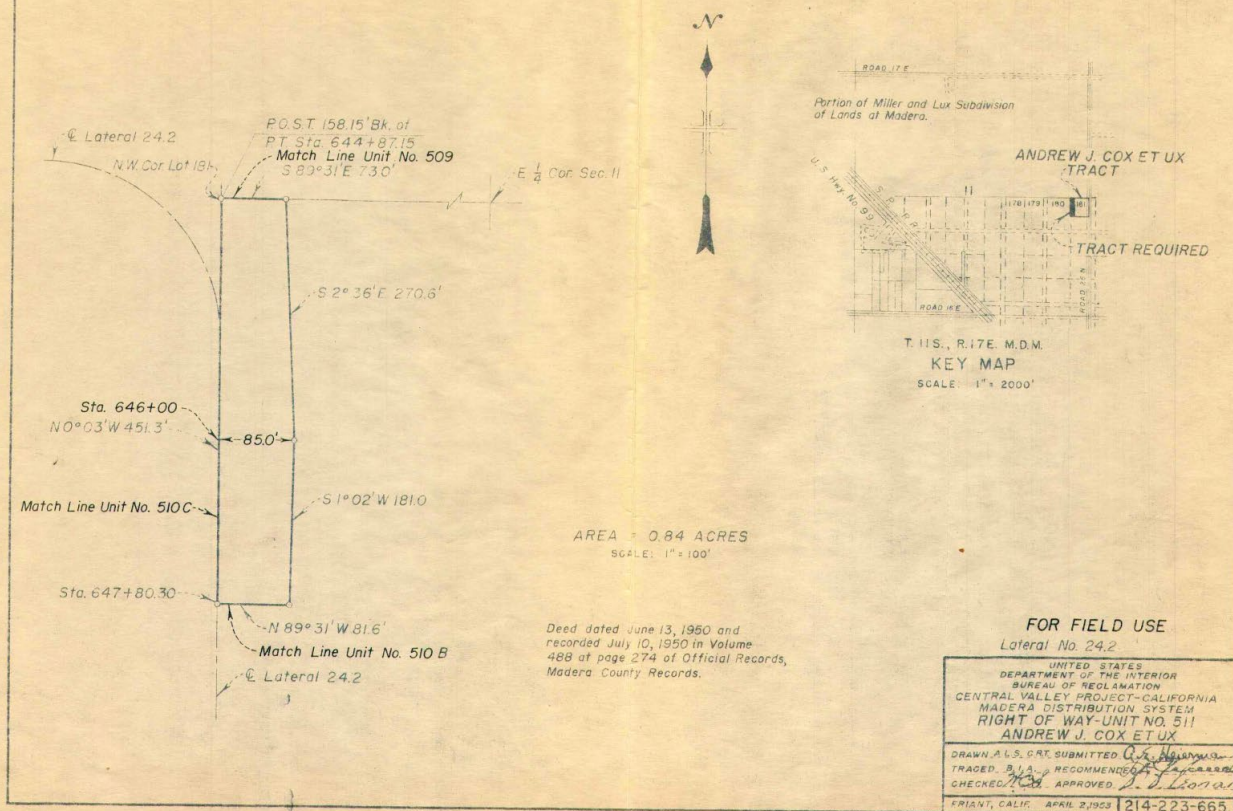 N
℄ Lateral 24.2
P.O.S.T. 158.15' Bk. of
P.T. Sta. 644+87.15
N.W. Cor. Lot 181
Match Line Unit No. 509
S 89°31'E 73.0'
E 1/4 Cor. Sec. 11
S 2°36'E 270.6'
Sta. 646+00
N 0°03'W 451.3'
85.0'
Match Line Unit No. 510 C
S 1°02'W 181.0
Sta. 647+80.30
N 89°31'W 81.6'
Match Line Unit No. 510 B
℄ Lateral 24.2
AREA = 0.84 ACRES
SCALE: 1" = 100'
Deed dated June 13, 1950 and
recorded July 10, 1950 in Volume
488 at page 274 of Official Records,
Madera County Records.
ROAD 17 E
Portion of Miller and Lux Subdivision
of Lands at Madera.
ANDREW J. COX ET UX
TRACT
U.S. Hwy. No. 99
S. P. R.R.
11
178 179 180 181
TRACT REQUIRED
ROAD 16 E
T. 11S., R.17E. M.D.M.
KEY MAP
SCALE: 1" = 2000'
FOR FIELD USE
Lateral No. 24.2
UNITED STATES
DEPARTMENT OF THE INTERIOR
BUREAU OF RECLAMATION
CENTRAL VALLEY PROJECT-CALIFORNIA
MADERA DISTRIBUTION SYSTEM
RIGHT OF WAY-UNIT NO. 511
ANDREW J. COX ET UX
DRAWN A.L.S. C.R.T. SUBMITTED
TRACED B.I.A. RECOMMENDED
CHECKED APPROVED
FRIANT, CALIF. APRIL 2, 1953 214-223-665